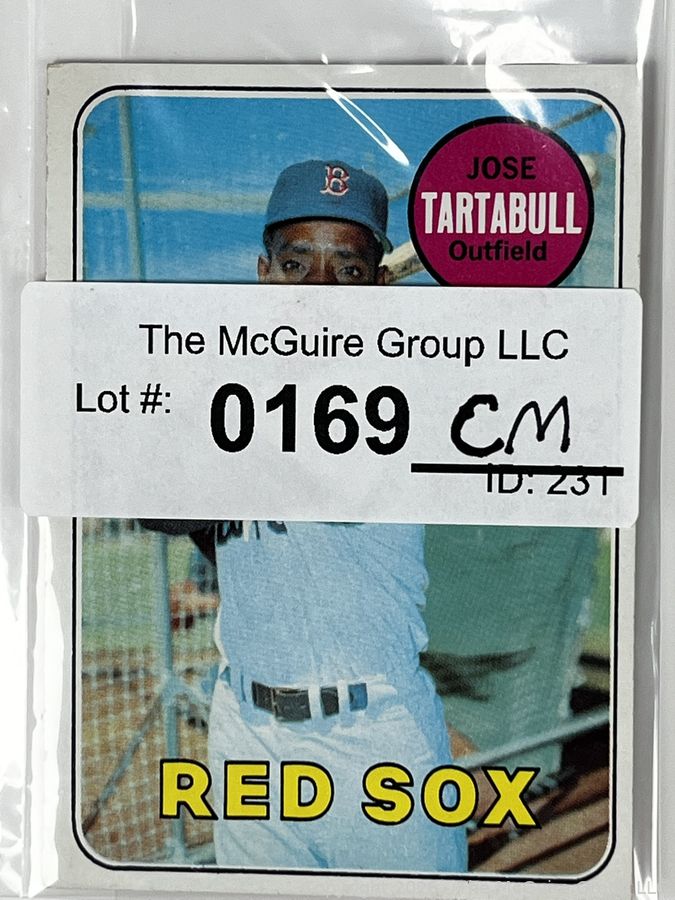 B
JOSE
TARTABULL
Outfield
The McGuire Group LLC
Lot #: 0169 CM
ID: 231
RED SOX